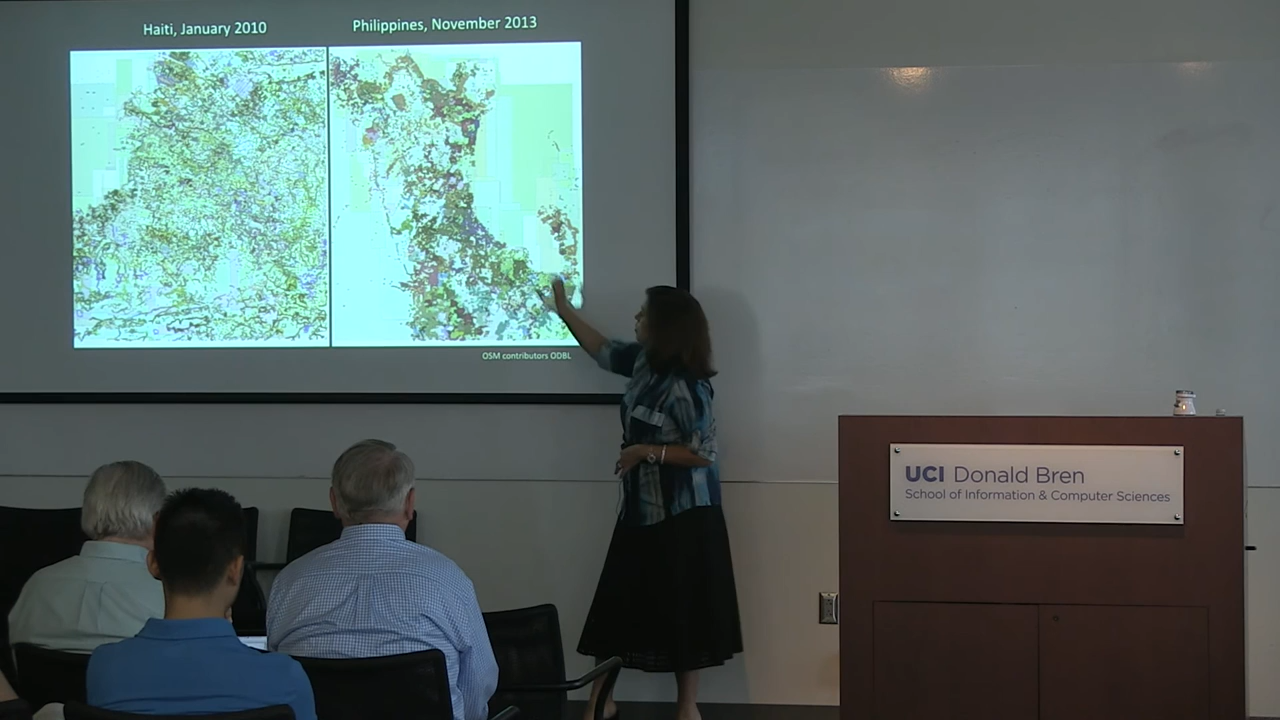 Haiti, January 2010
Philippines, November 2013
OSM contributors ODBL
UCI Donald Bren
School of Information & Computer Sciences